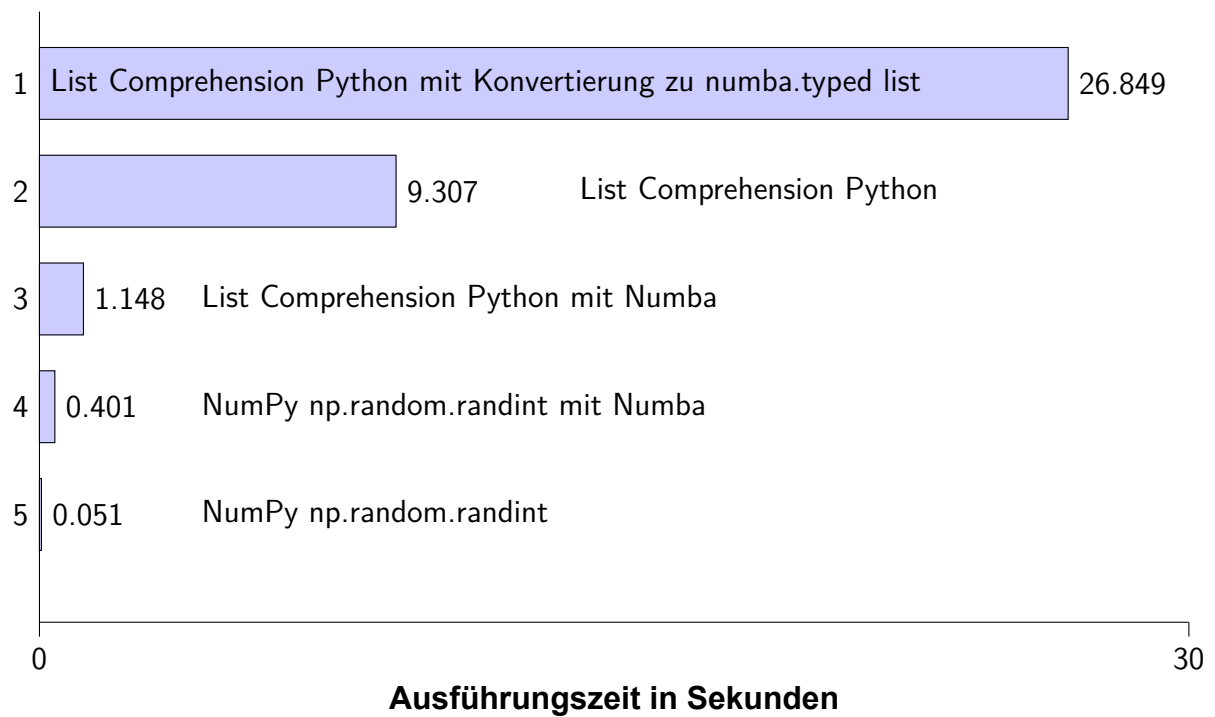 1 List Comprehension Python mit Konvertierung zu numba.typed list 26.849
2 9.307 List Comprehension Python
3 1.148 List Comprehension Python mit Numba
4 0.401 NumPy np.random.randint mit Numba
5 0.051 NumPy np.random.randint
0 30
Ausführungszeit in Sekunden